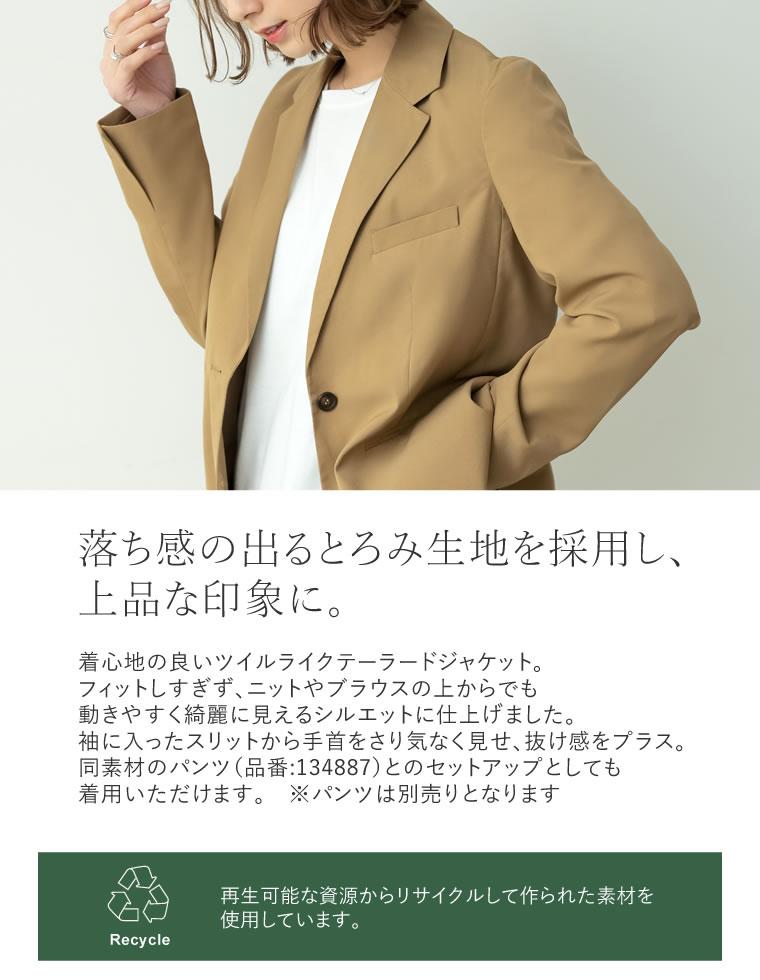 落ち感の出るとろみ生地を採用し、
上品な印象に。
着心地の良いツイルライクテーラードジャケット。
フィットしすぎず、ニットやブラウスの上からでも
動きやすく綺麗に見えるシルエットに仕上げました。
袖に入ったスリットから手首をさり気なく見せ、抜け感をプラス。
同素材のパンツ（品番:134887）とのセットアップとしても
着用いただけます。　※パンツは別売りとなります
再生可能な資源からリサイクルして作られた素材を
使用しています。
Recycle